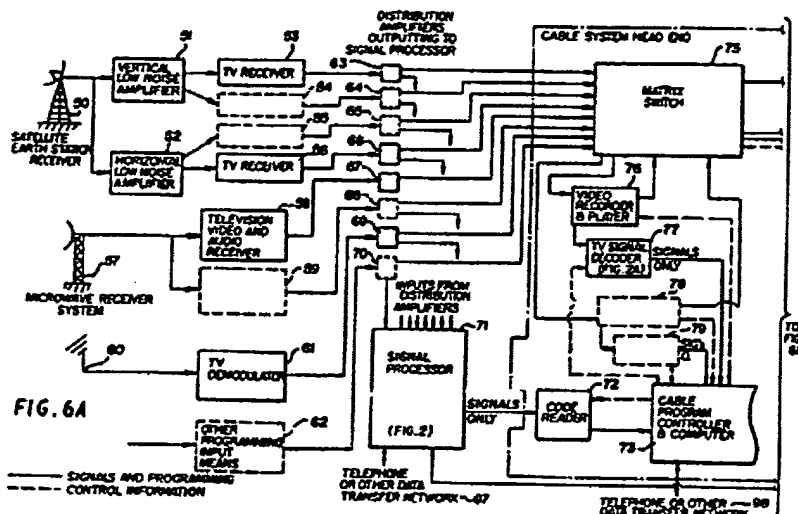 DISTRIBUTION
AMPLIFIERS
OUTPUTTING TO
SIGNAL PROCESSOR
CABLE SYSTEM HEAD END
51
VERTICAL
LOW NOISE
AMPLIFIER
53
TV RECEIVER
63
75
MATRIX
SWITCH
50
54
64
SATELLITE
EARTH STATION
RECEIVER
55
65
52
HORIZONTAL
LOW NOISE
AMPLIFIER
56
TV RECEIVER
66
67
58
TELEVISION
VIDEO AND
AUDIO
RECEIVER
68
76
VIDEO
RECORDER
& PLAYER
69
77
TV SIGNAL
DECODER
(FIG. 2A)
SIGNALS
ONLY
57
MICROWAVE RECEIVER
SYSTEM
59
70
INPUTS FROM
DISTRIBUTION
AMPLIFIERS
78
79
71
SIGNAL
PROCESSOR
(FIG. 2)
60
61
TV
DEMODULATOR
SIGNALS
ONLY
72
CODE
READER
CABLE
PROGRAM
CONTROLLER
& COMPUTER
73
FIG. 6A
62
OTHER
PROGRAMMING
INPUT
MEANS
SIGNALS AND PROGRAMMING
CONTROL INFORMATION
TELEPHONE
OR OTHER DATA
TRANSFER NETWORK 97
TELEPHONE OR OTHER 98
DATA TRANSFER NETWORK